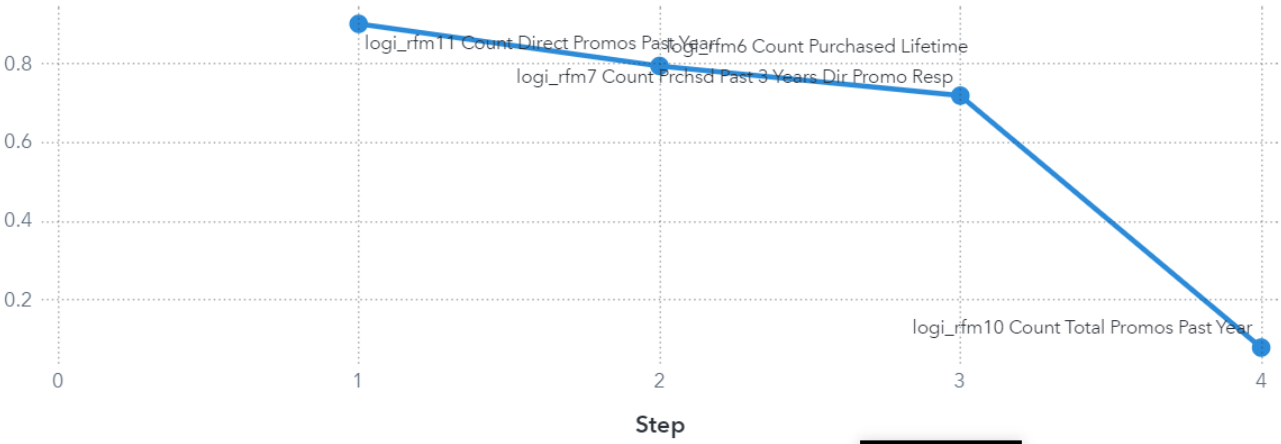 logi_rfm11 Count Direct Promos Past Year
logi_rfm6 Count Purchased Lifetime
0.8
logi_rfm7 Count Prchsd Past 3 Years Dir Promo Resp
0.6
0.4
0.2
logi_rfm10 Count Total Promos Past Year
0 1 2 3 4
Step